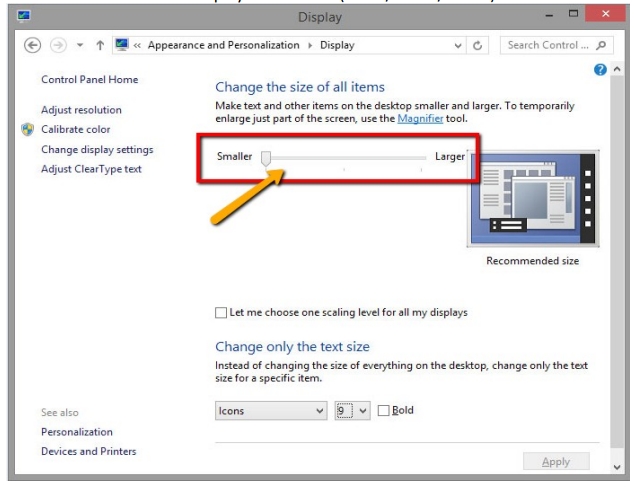 Display
« Appearance and Personalization ▸ Display
Search Control ...
Control Panel Home
Adjust resolution
Calibrate color
Change display settings
Adjust ClearType text
Change the size of all items
Make text and other items on the desktop smaller and larger. To temporarily
enlarge just part of the screen, use the Magnifier tool.
Smaller
Larger
Recommended size
Let me choose one scaling level for all my displays
Change only the text size
Instead of changing the size of everything on the desktop, change only the text
size for a specific item.
Icons
9
Bold
See also
Personalization
Devices and Printers
Apply